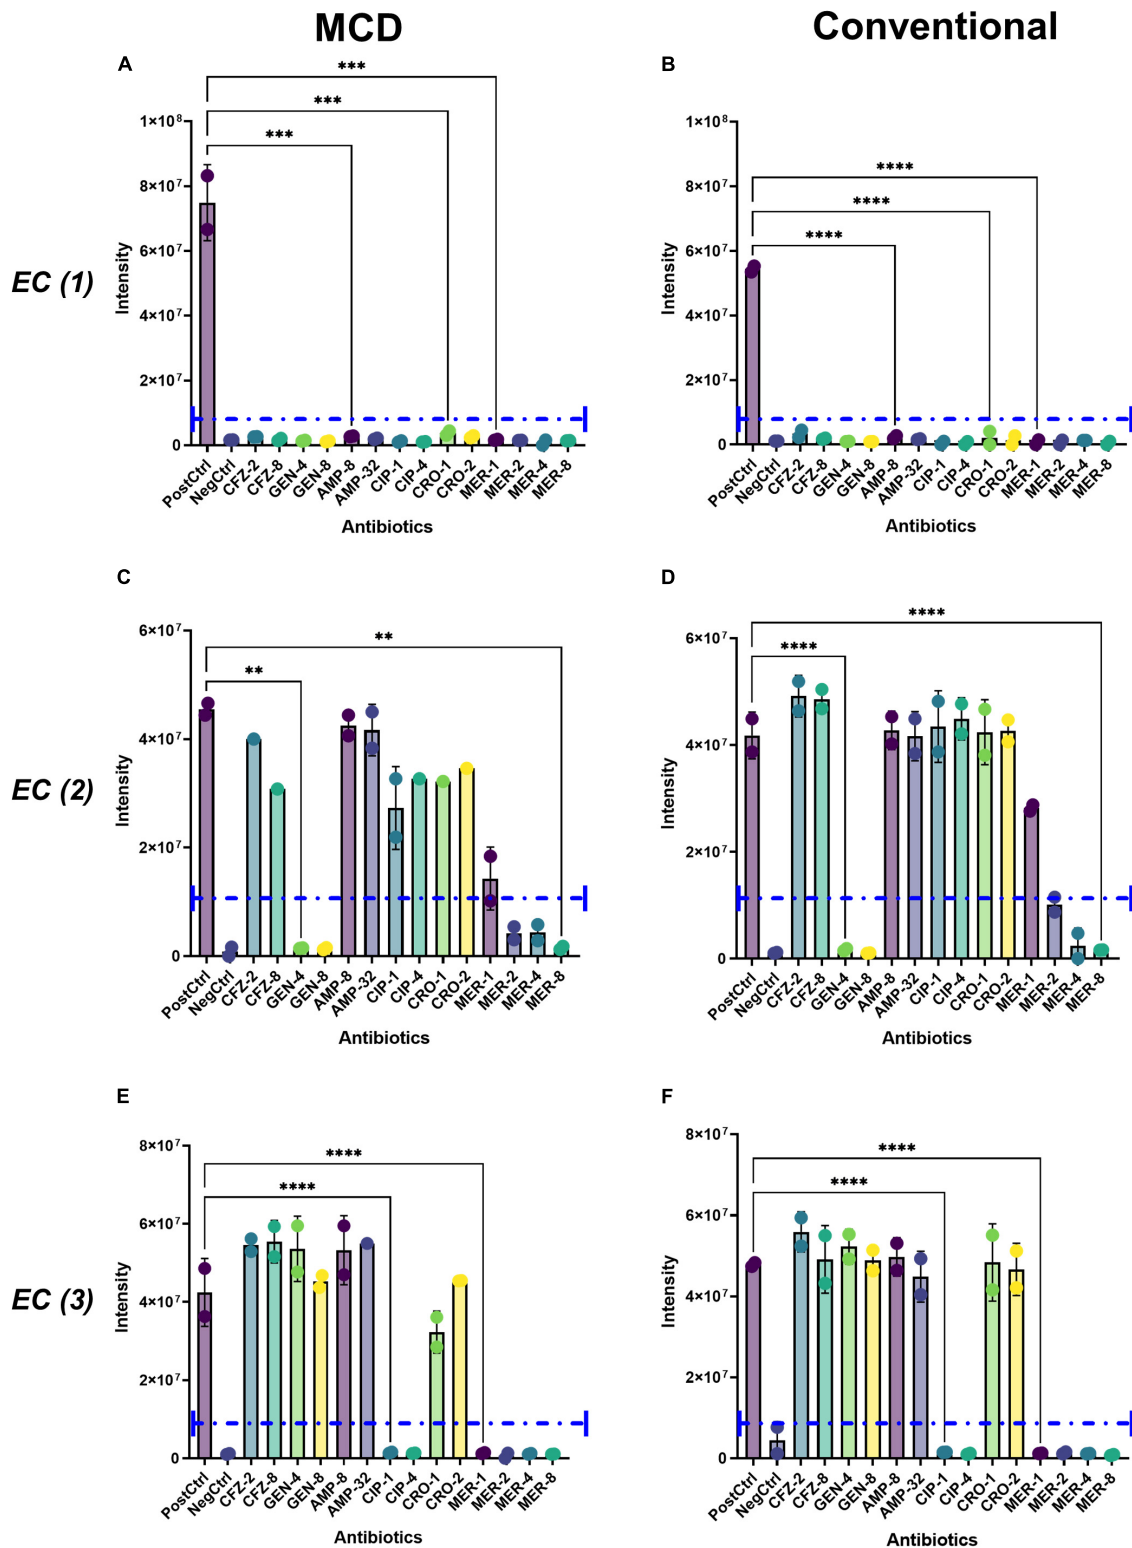 MCD
Conventional
A
B
***
***
***
****
****
****
EC (1)
Intensity
1×10⁸
8×10⁷
6×10⁷
4×10⁷
2×10⁷
0
PostCtrl
NegCtrl
CFZ-2
CFZ-8
GEN-4
GEN-8
AMP-8
AMP-32
CIP-1
CIP-4
CRO-1
CRO-2
MER-1
MER-2
MER-4
MER-8
Antibiotics
Intensity
1×10⁸
8×10⁷
6×10⁷
4×10⁷
2×10⁷
0
PostCtrl
NegCtrl
CFZ-2
CFZ-8
GEN-4
GEN-8
AMP-8
AMP-32
CIP-1
CIP-4
CRO-1
CRO-2
MER-1
MER-2
MER-4
MER-8
Antibiotics
C
D
**
**
****
****
EC (2)
Intensity
6×10⁷
4×10⁷
2×10⁷
0
PostCtrl
NegCtrl
CFZ-2
CFZ-8
GEN-4
GEN-8
AMP-8
AMP-32
CIP-1
CIP-4
CRO-1
CRO-2
MER-1
MER-2
MER-4
MER-8
Antibiotics
Intensity
6×10⁷
4×10⁷
2×10⁷
0
PostCtrl
NegCtrl
CFZ-2
CFZ-8
GEN-4
GEN-8
AMP-8
AMP-32
CIP-1
CIP-4
CRO-1
CRO-2
MER-1
MER-2
MER-4
MER-8
Antibiotics
E
F
****
****
****
****
EC (3)
Intensity
8×10⁷
6×10⁷
4×10⁷
2×10⁷
0
PostCtrl
NegCtrl
CFZ-2
CFZ-8
GEN-4
GEN-8
AMP-8
AMP-32
CIP-1
CIP-4
CRO-1
CRO-2
MER-1
MER-2
MER-4
MER-8
Antibiotics
Intensity
8×10⁷
6×10⁷
4×10⁷
2×10⁷
0
PostCtrl
NegCtrl
CFZ-2
CFZ-8
GEN-4
GEN-8
AMP-8
AMP-32
CIP-1
CIP-4
CRO-1
CRO-2
MER-1
MER-2
MER-4
MER-8
Antibiotics